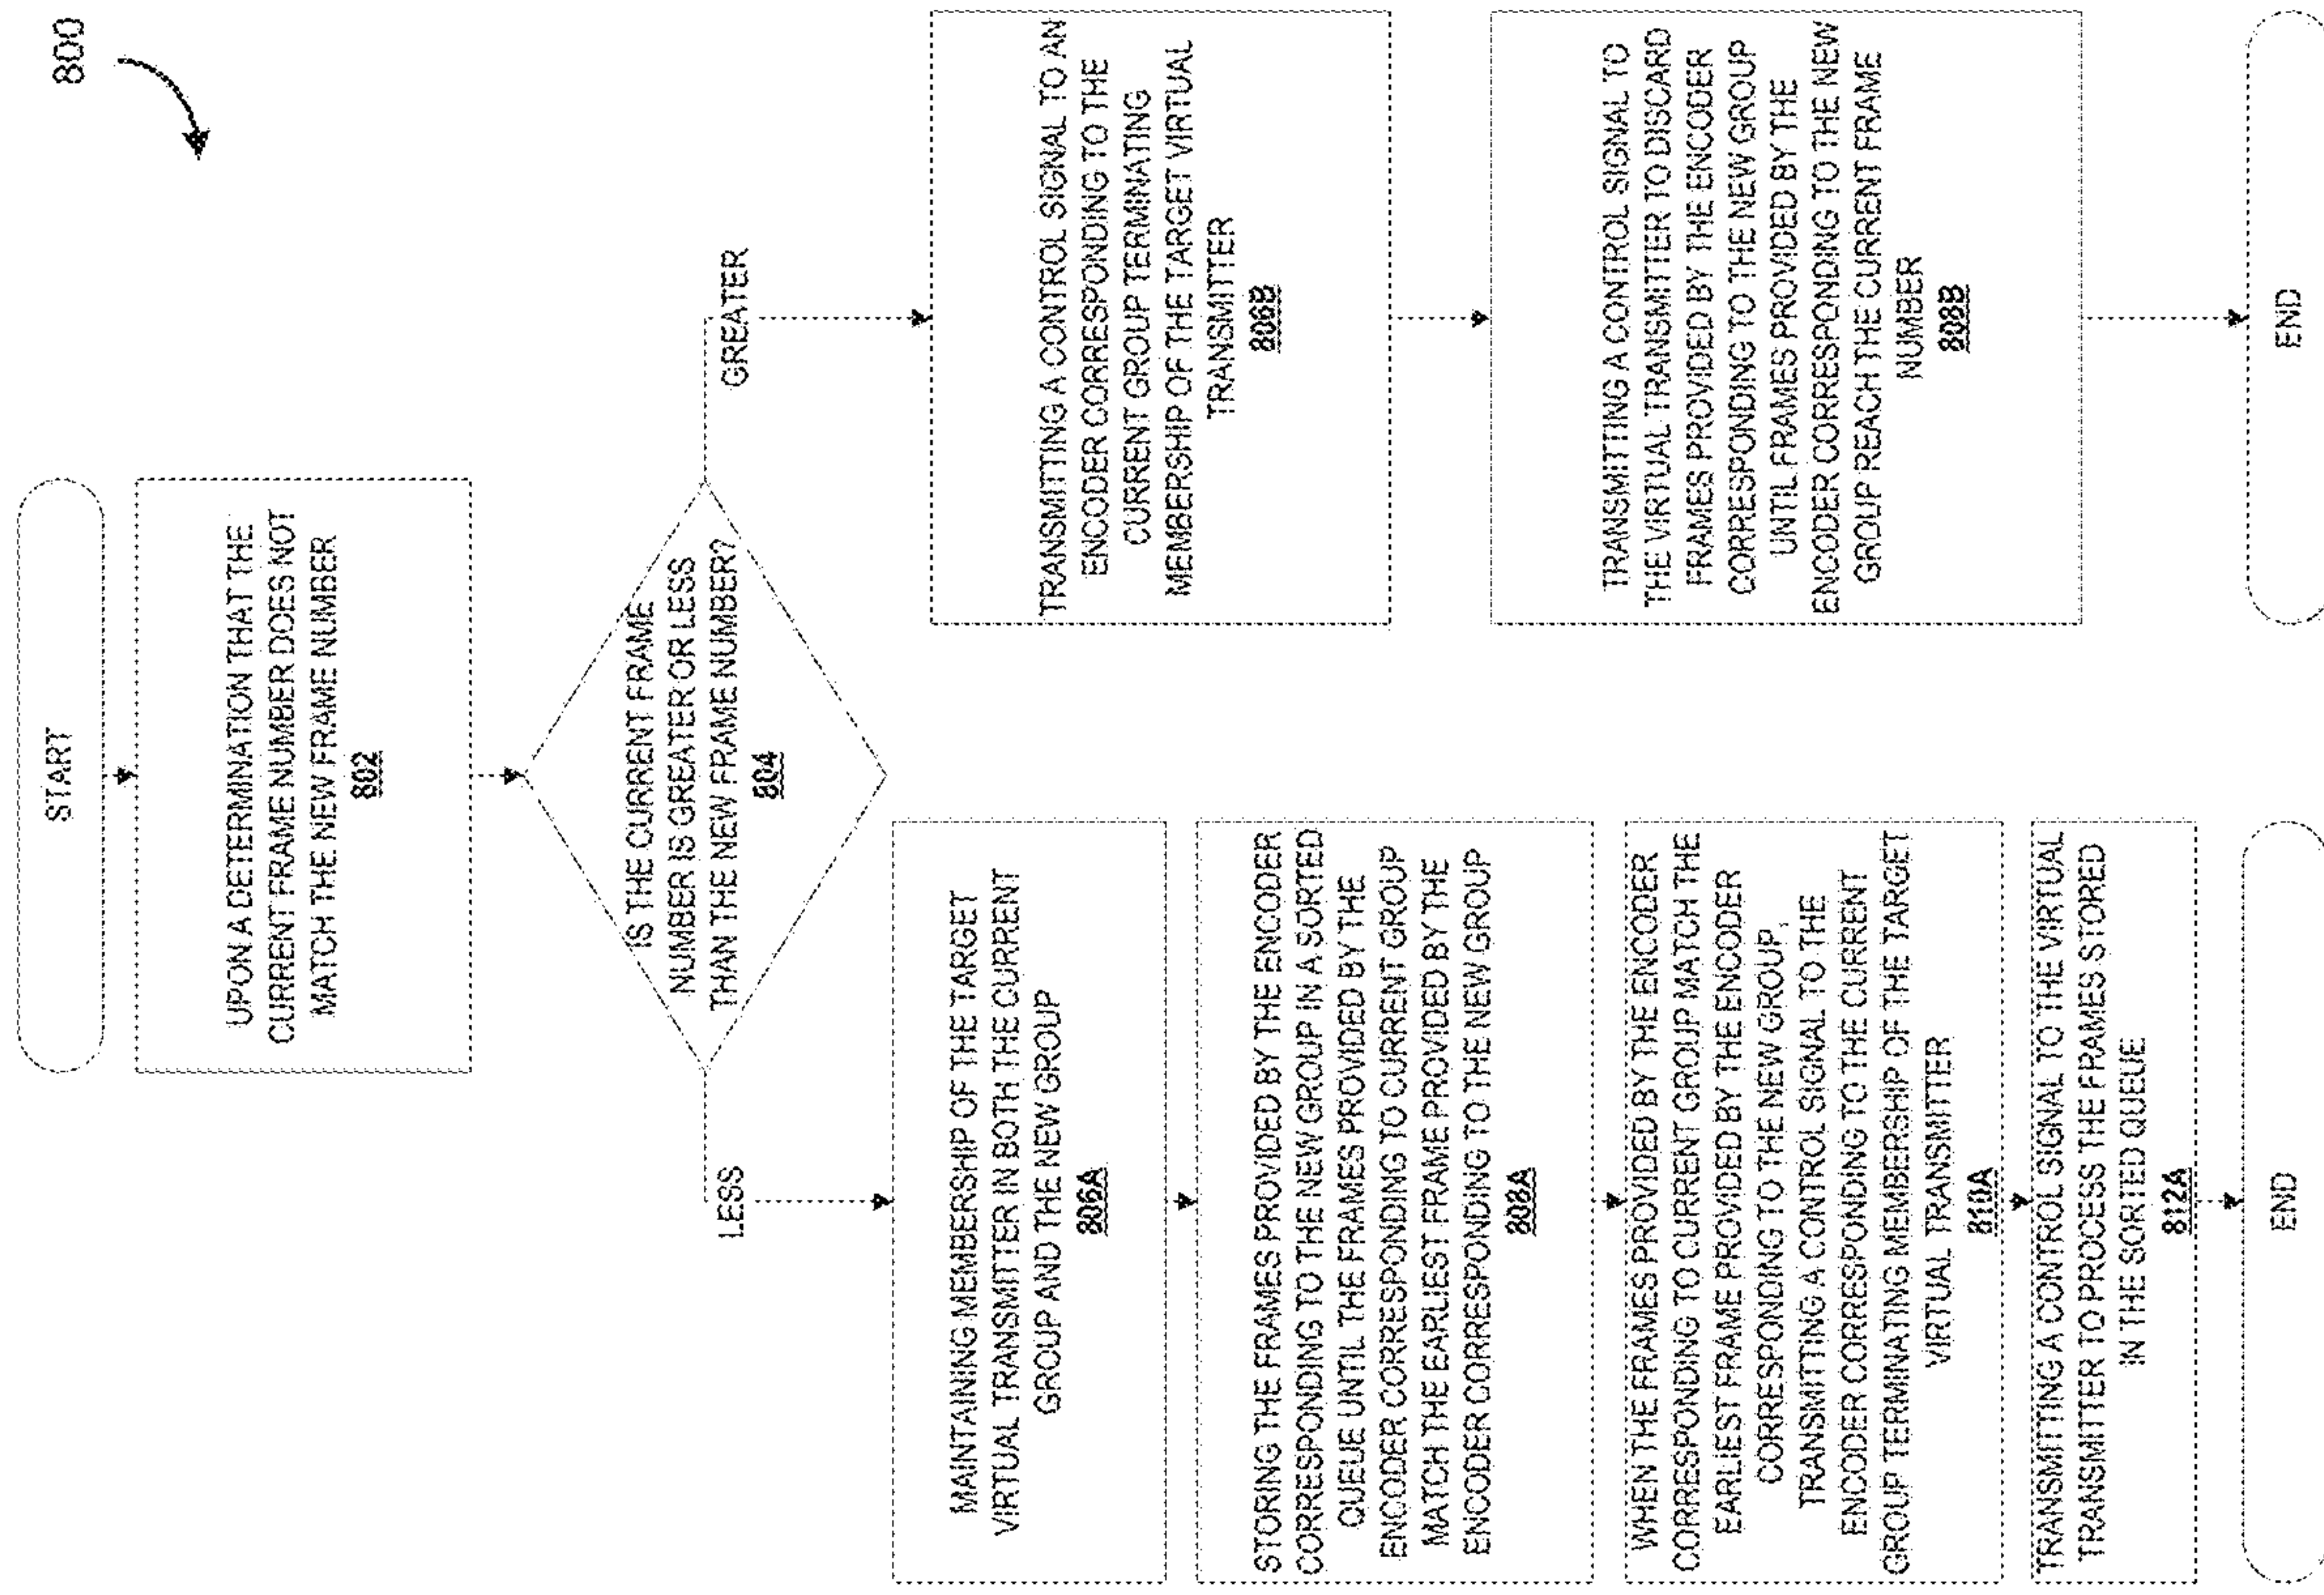 800
START
UPON A DETERMINATION THAT THE
CURRENT FRAME NUMBER DOES NOT
MATCH THE NEW FRAME NUMBER
802
IS THE CURRENT FRAME
NUMBER IS GREATER OR LESS
THAN THE NEW FRAME NUMBER?
804
LESS
MAINTAINING MEMBERSHIP OF THE TARGET
VIRTUAL TRANSMITTER IN BOTH THE CURRENT
GROUP AND THE NEW GROUP
806A
STORING THE FRAMES PROVIDED BY THE ENCODER
CORRESPONDING TO THE NEW GROUP IN A SORTED
QUEUE UNTIL THE FRAMES PROVIDED BY THE
ENCODER CORRESPONDING TO CURRENT GROUP
MATCH THE EARLIEST FRAME PROVIDED BY THE
ENCODER CORRESPONDING TO THE NEW GROUP
808A
WHEN THE FRAMES PROVIDED BY THE ENCODER
CORRESPONDING TO CURRENT GROUP MATCH THE
EARLIEST FRAME PROVIDED BY THE ENCODER
CORRESPONDING TO THE NEW GROUP,
TRANSMITTING A CONTROL SIGNAL TO THE
ENCODER CORRESPONDING TO THE CURRENT
GROUP TERMINATING MEMBERSHIP OF THE TARGET
VIRTUAL TRANSMITTER
810A
TRANSMITTING A CONTROL SIGNAL TO THE VIRTUAL
TRANSMITTER TO PROCESS THE FRAMES STORED
IN THE SORTED QUEUE
812A
END
GREATER
TRANSMITTING A CONTROL SIGNAL TO AN
ENCODER CORRESPONDING TO THE
CURRENT GROUP TERMINATING
MEMBERSHIP OF THE TARGET VIRTUAL
TRANSMITTER
806B
TRANSMITTING A CONTROL SIGNAL TO
THE VIRTUAL TRANSMITTER TO DISCARD
FRAMES PROVIDED BY THE ENCODER
CORRESPONDING TO THE NEW GROUP
UNTIL FRAMES PROVIDED BY THE
ENCODER CORRESPONDING TO THE NEW
GROUP REACH THE CURRENT FRAME
NUMBER
808B
END